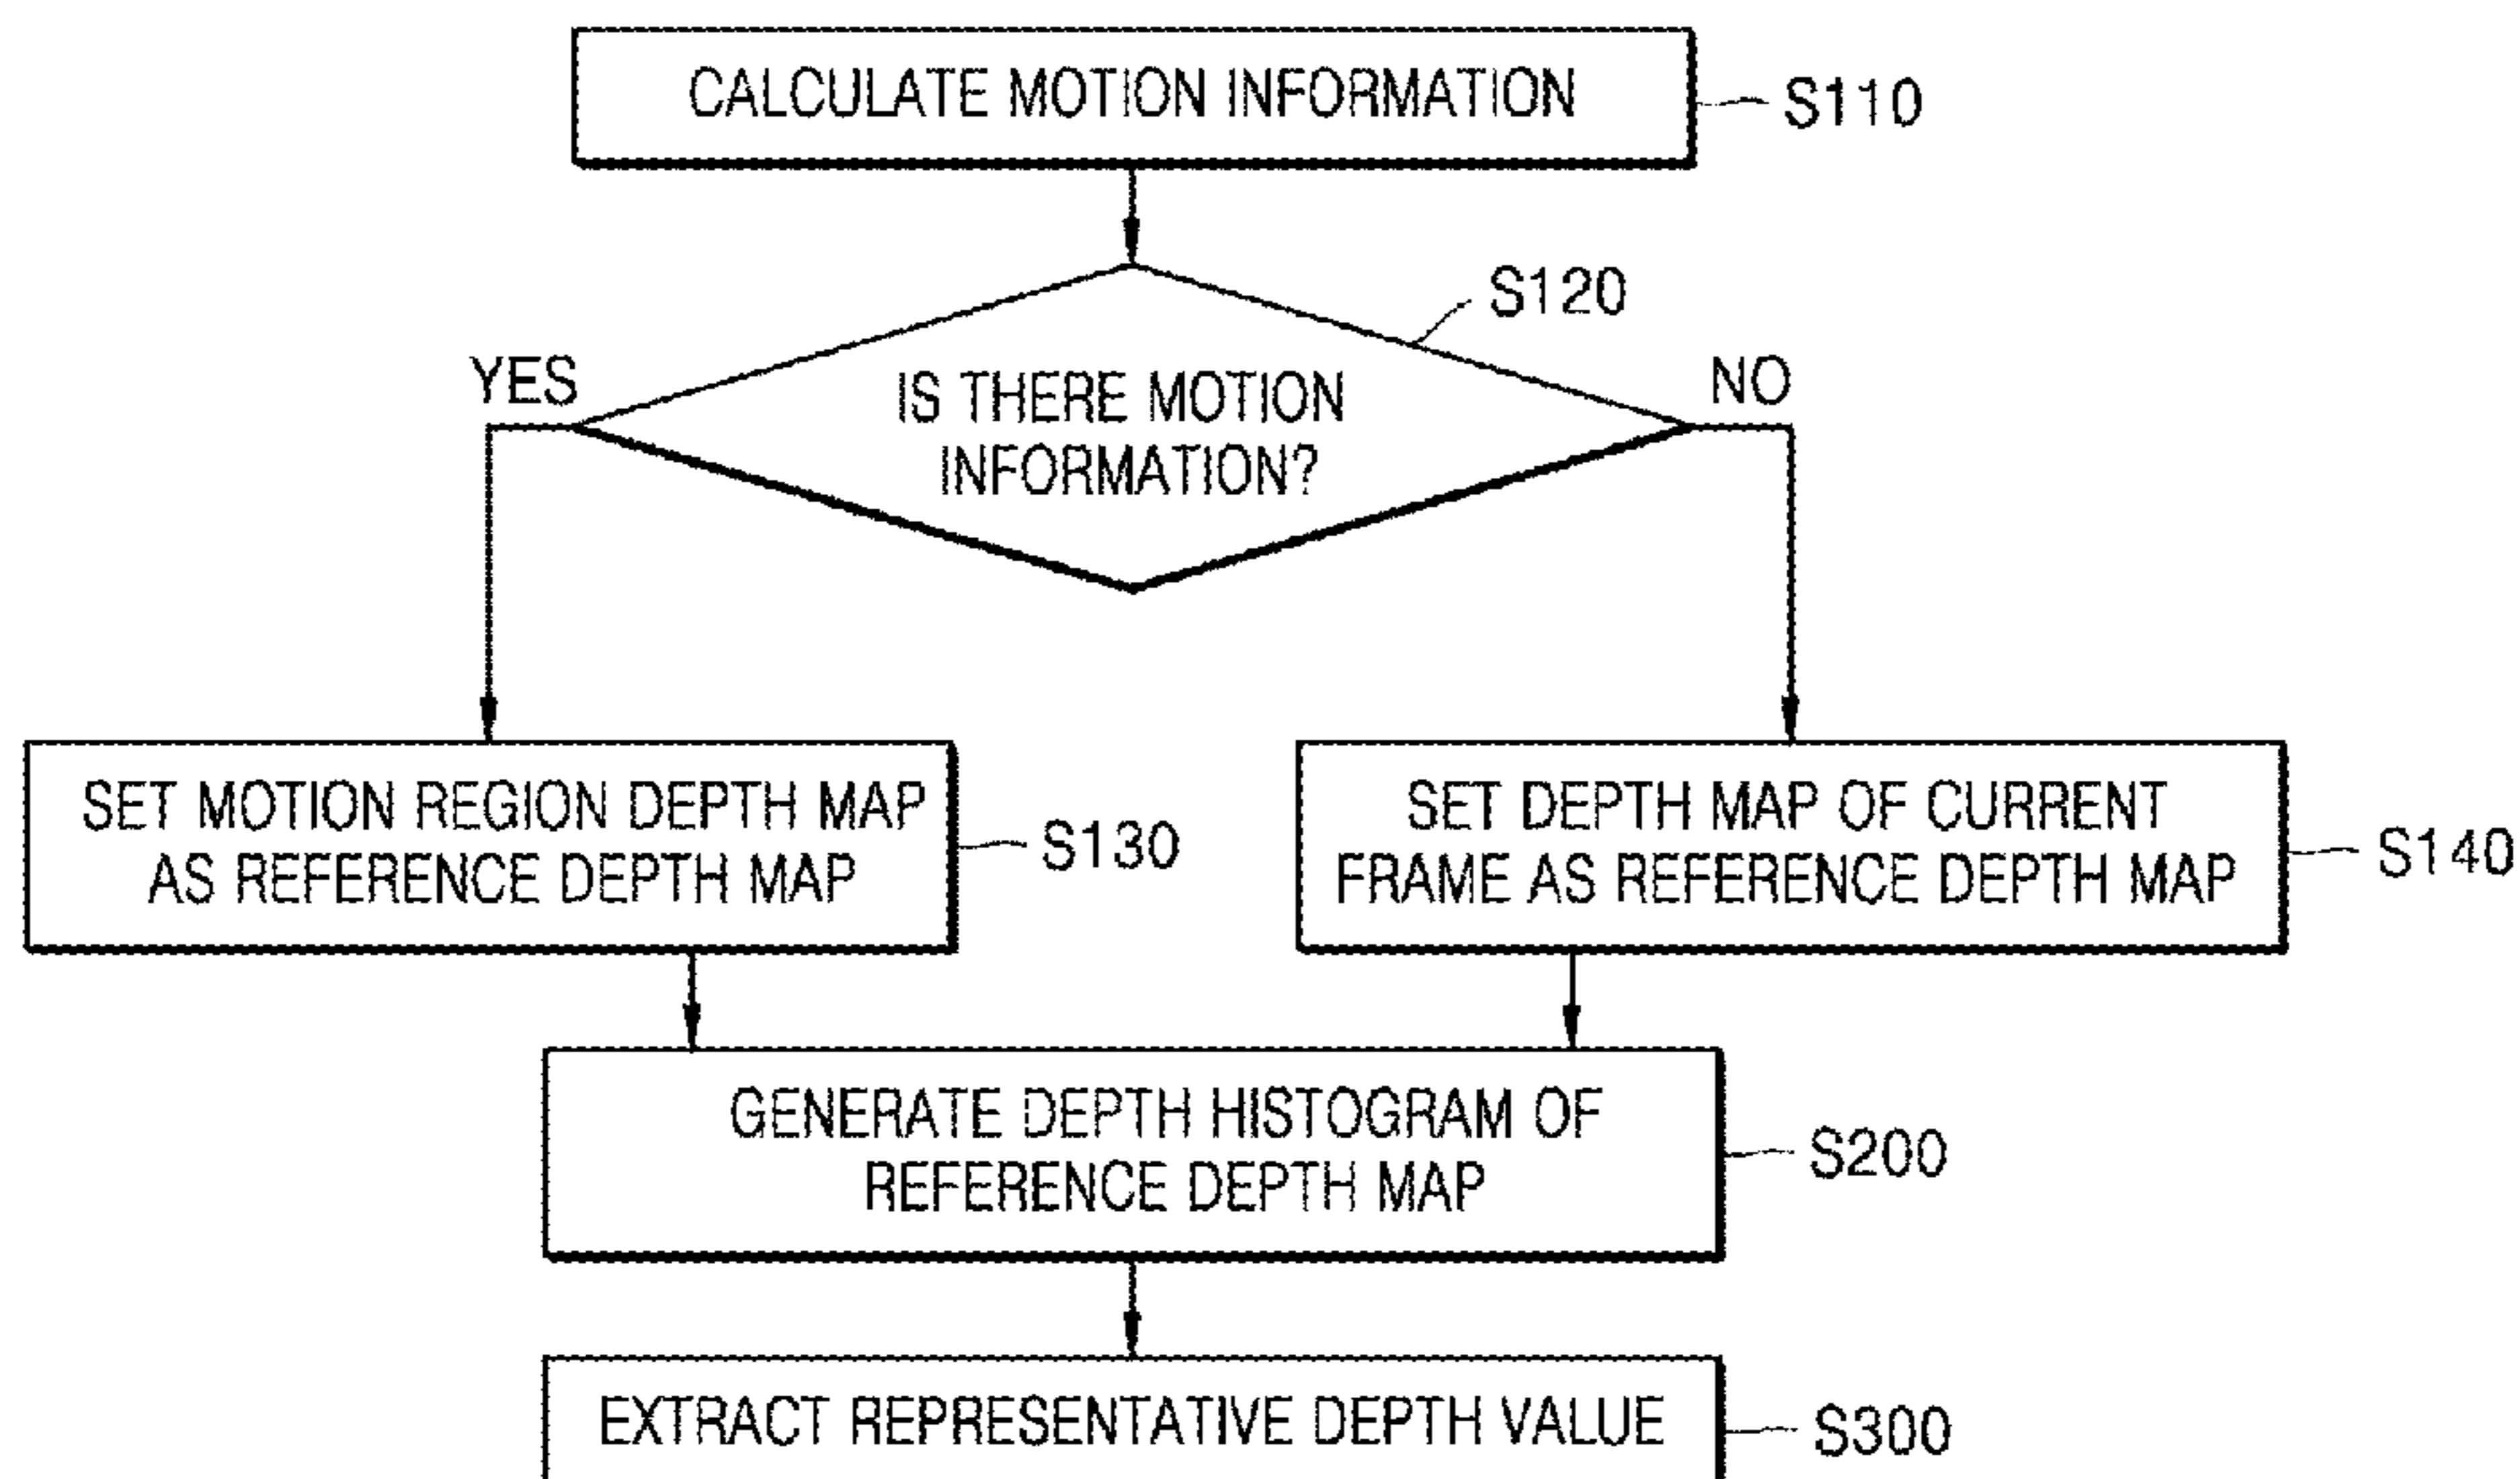 CALCULATE MOTION INFORMATION
S110
S120
YES
NO
IS THERE MOTION
INFORMATION?
SET MOTION REGION DEPTH MAP
AS REFERENCE DEPTH MAP
S130
SET DEPTH MAP OF CURRENT
FRAME AS REFERENCE DEPTH MAP
S140
GENERATE DEPTH HISTOGRAM OF
REFERENCE DEPTH MAP
S200
EXTRACT REPRESENTATIVE DEPTH VALUE
S300